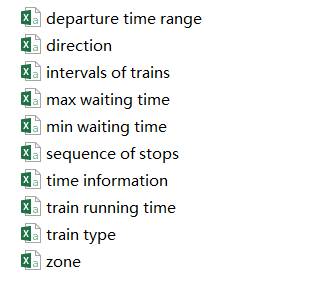 departure time range
direction
intervals of trains
max waiting time
min waiting time
sequence of stops
time information
train running time
train type
zone